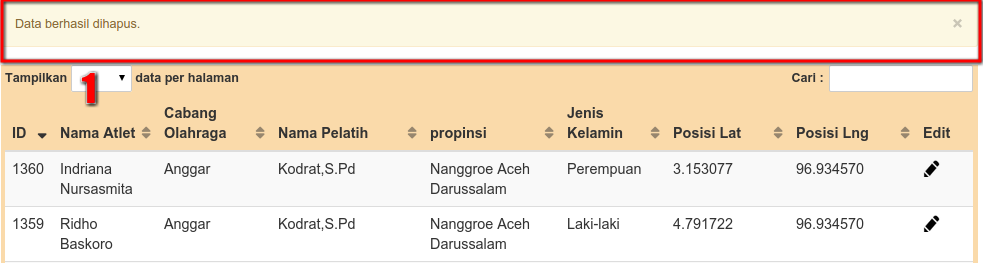 Data berhasil dihapus. ×
Tampilkan 1 data per halaman Cari :
ID Nama Atlet Cabang Olahraga Nama Pelatih propinsi Jenis Kelamin Posisi Lat Posisi Lng Edit
1360 Indriana Nursasmita Anggar Kodrat,S.Pd Nanggroe Aceh Darussalam Perempuan 3.153077 96.934570
1359 Ridho Baskoro Anggar Kodrat,S.Pd Nanggroe Aceh Darussalam Laki-laki 4.791722 96.934570